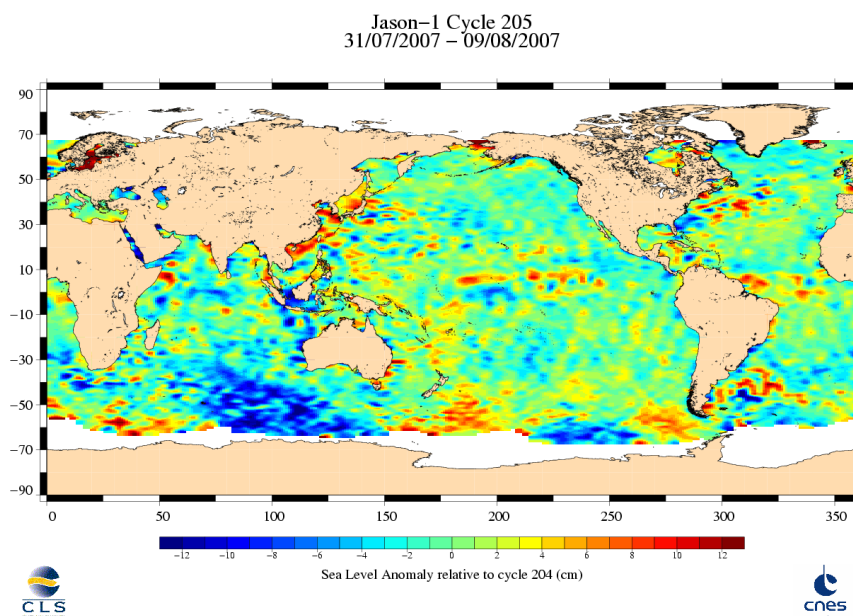 Jason-1 Cycle 205
31/07/2007 − 09/08/2007
90
70
50
30
10
−10
−30
−50
−70
−90
0 50 100 150 200 250 300 350
−12 −10 −8 −6 −4 −2 0 2 4 6 8 10 12
Sea Level Anomaly relative to cycle 204 (cm)
CLS
cnes